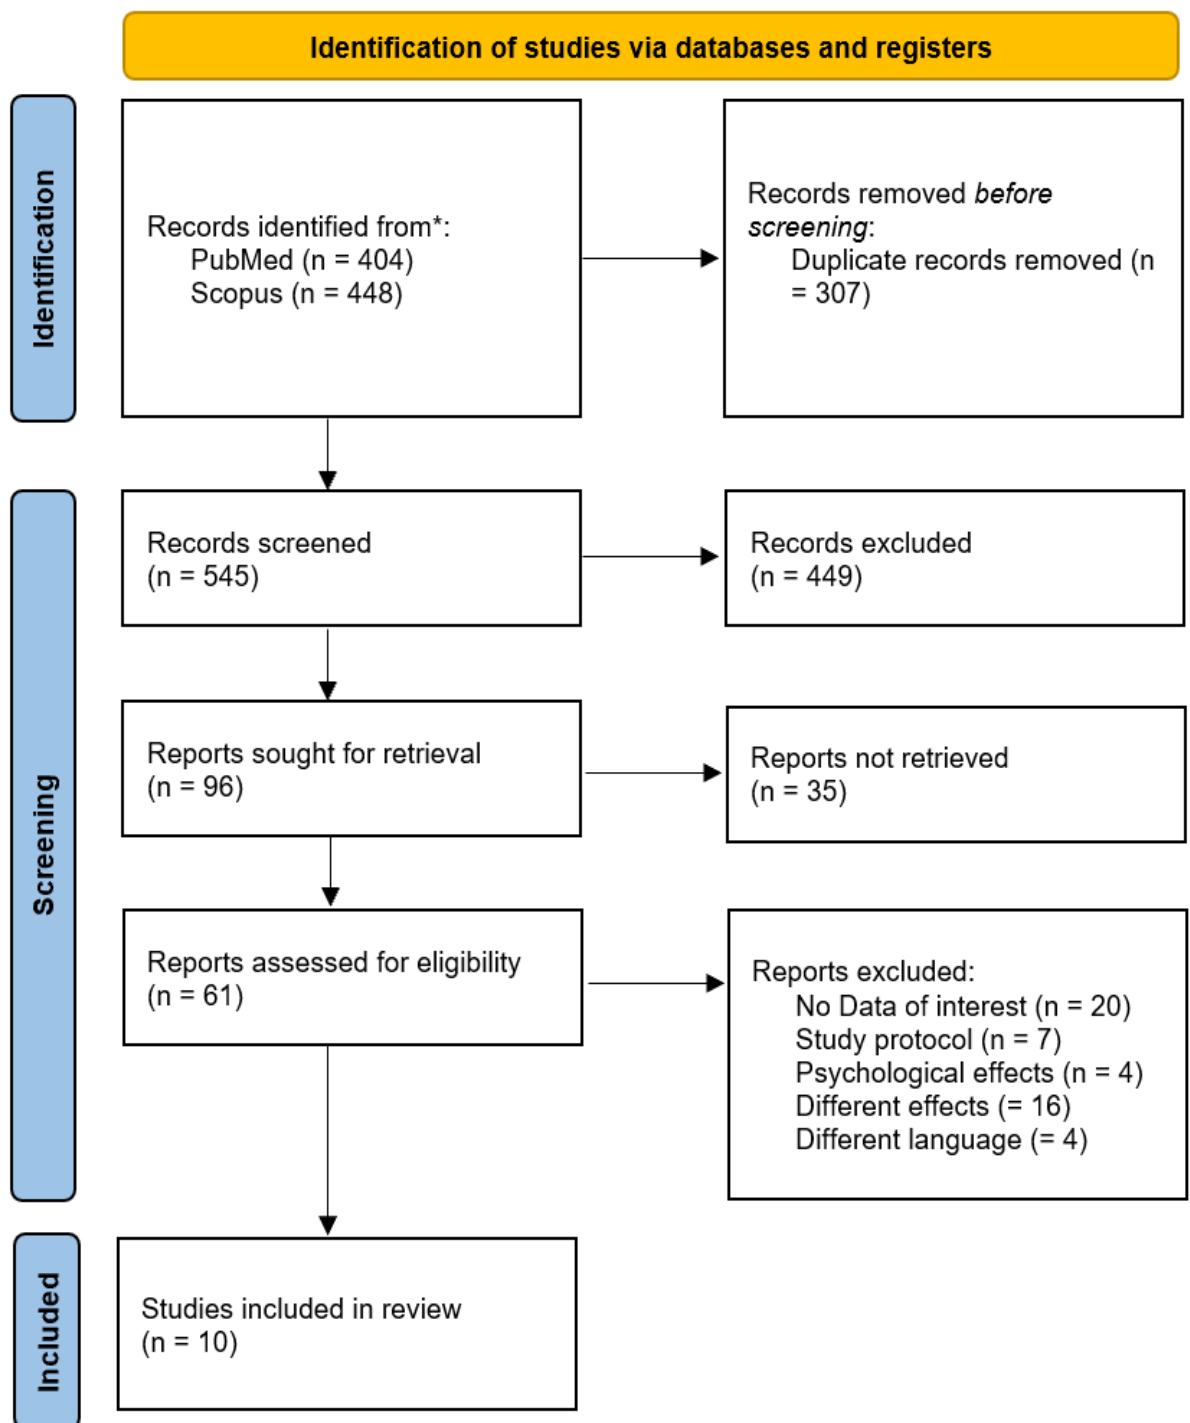 Identification of studies via databases and registers
Identification
Records identified from*:
PubMed (n = 404)
Scopus (n = 448)
Records removed before
screening:
Duplicate records removed (n
= 307)
Screening
Records screened
(n = 545)
Records excluded
(n = 449)
Reports sought for retrieval
(n = 96)
Reports not retrieved
(n = 35)
Reports assessed for eligibility
(n = 61)
Reports excluded:
No Data of interest (n = 20)
Study protocol (n = 7)
Psychological effects (n = 4)
Different effects (= 16)
Different language (= 4)
Included
Studies included in review
(n = 10)